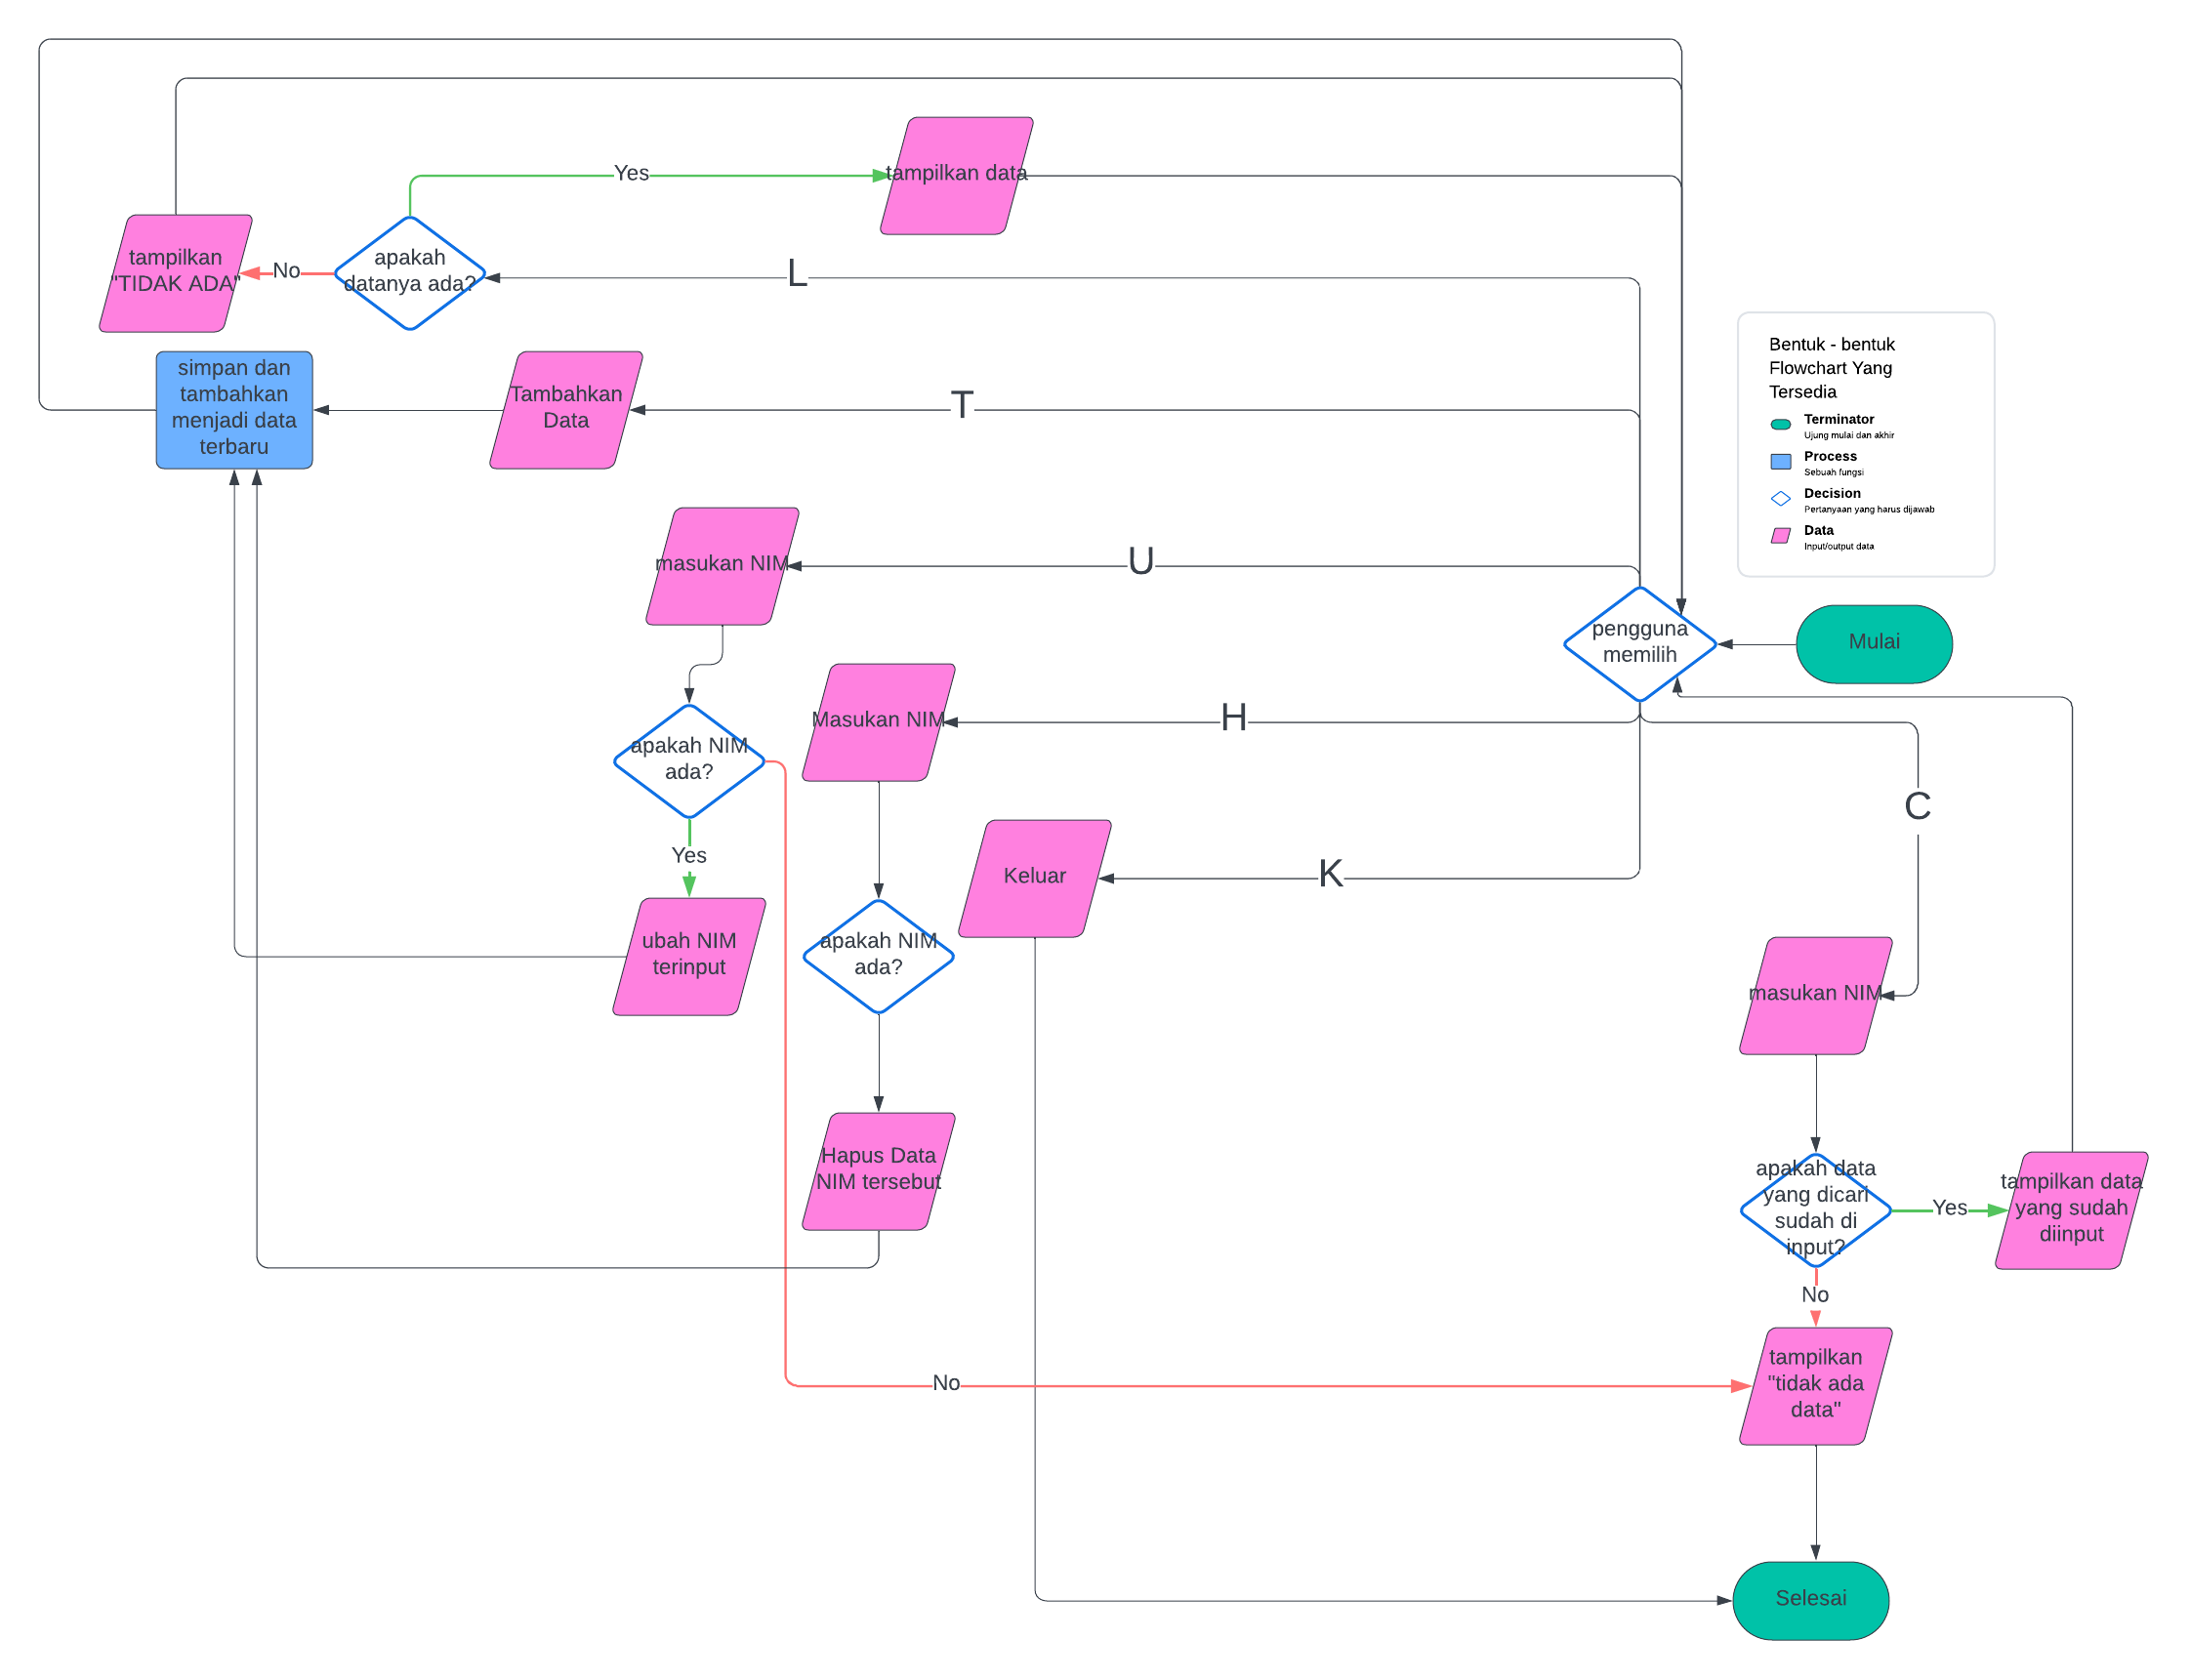 Yes
tampilkan data
tampilkan
"TIDAK ADA"
No
apakah
datanya ada?
L
simpan dan
tambahkan
menjadi data
terbaru
Tambahkan
Data
T
Bentuk - bentuk
Flowchart Yang
Tersedia
Terminator
Ujung mulai dan akhir
Process
Sebuah fungsi
Decision
Pertanyaan yang harus dijawab
Data
Input/output data
masukan NIM
U
pengguna
memilih
Mulai
Masukan NIM
H
apakah NIM
ada?
C
Yes
Keluar
K
ubah NIM
terinput
apakah NIM
ada?
masukan NIM
Hapus Data
NIM tersebut
apakah data
yang dicari
sudah di
input?
Yes
tampilkan data
yang sudah
diinput
No
No
tampilkan
"tidak ada
data"
Selesai